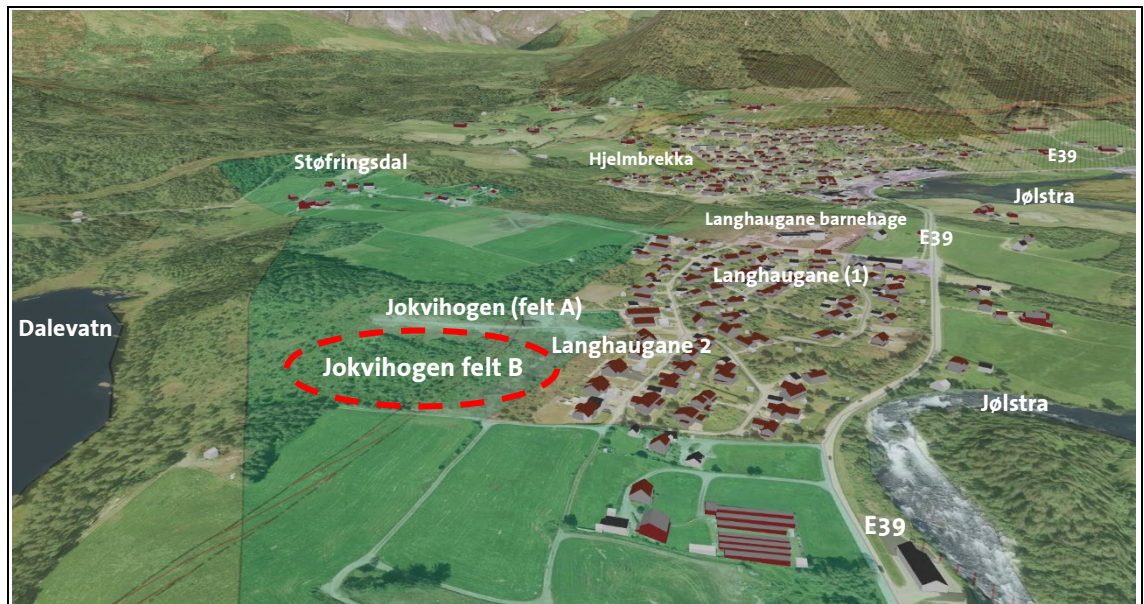 Støfringsdal
Hjelmbrekka
E39
Jølstra
Langhaugane barnehage
E39
Langhaugane (1)
Jokvihogen (felt A)
Dalevatn
Langhaugane 2
Jokvihogen felt B
Jølstra
E39